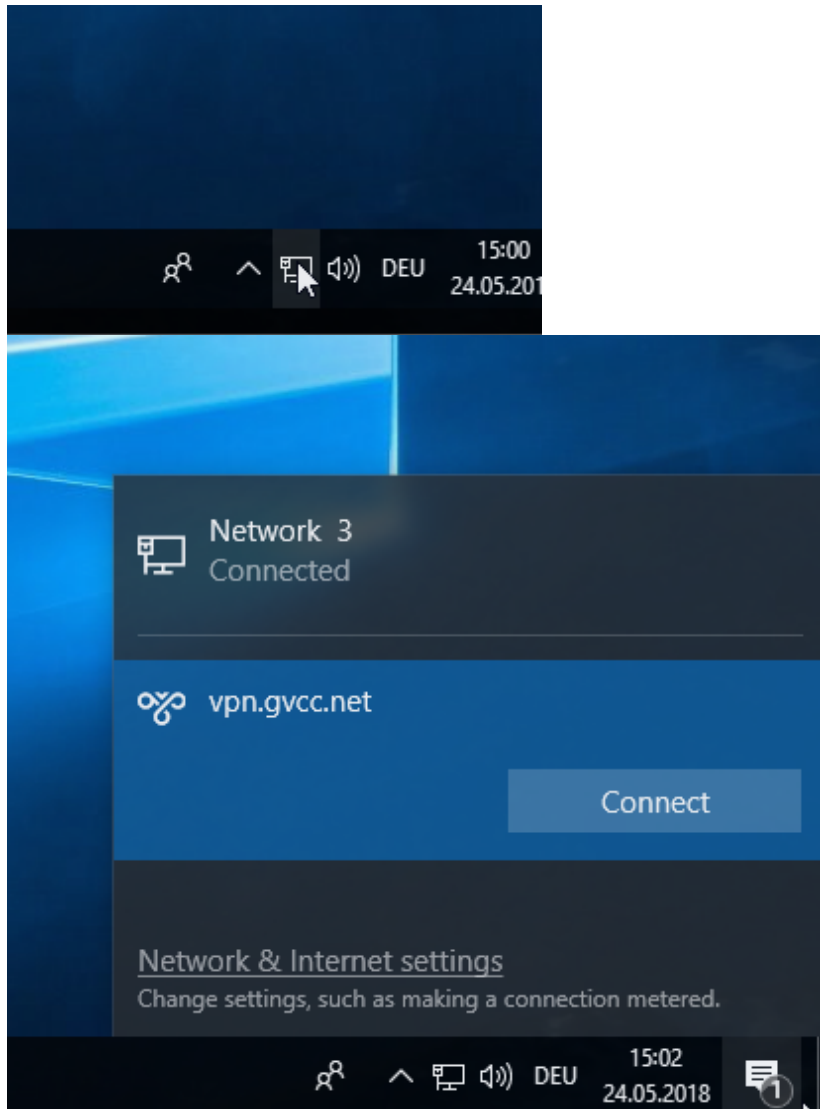 DEU
15:00
24.05.201
Network 3
Connected
vpn.gvcc.net
Connect
Network & Internet settings
Change settings, such as making a connection metered.
DEU
15:02
24.05.2018
1